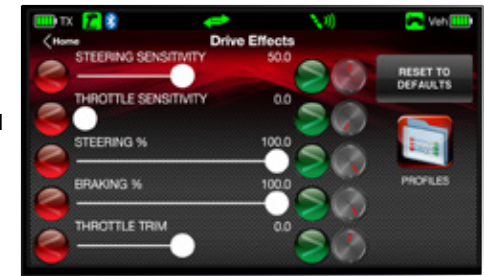 TX Veh
Home Drive Effects
STEERING SENSITIVITY 50.0
RESET TO
DEFAULTS
THROTTLE SENSITIVITY 0.0
STEERING % 100.0
PROFILES
BRAKING % 100.0
THROTTLE TRIM 0.0